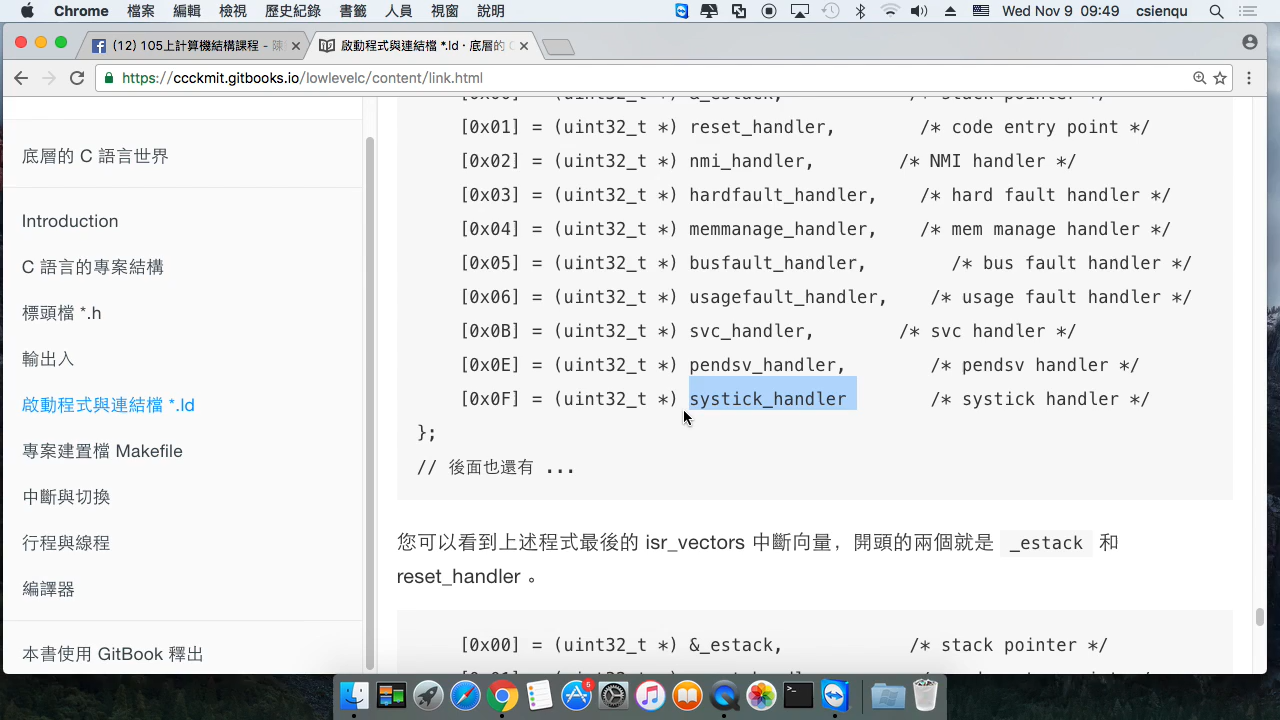 Chrome 檔案 編輯 檢視 歷史紀錄 書籤 人員 視窗 說明 Wed Nov 9 09:49 csienqu
(12) 105上計算機結構課程 -
啟動程式與連結檔 *.ld · 底層的 C
https://ccckmit.gitbooks.io/lowlevelc/content/link.html
底層的 C 語言世界
Introduction
C 語言的專案結構
標頭檔 *.h
輸出入
啟動程式與連結檔 *.ld
專案建置檔 Makefile
中斷與切換
行程與線程
編譯器
本書使用 GitBook 釋出
[0x00] = (uint32_t *) &_estack, /* stack pointer */
[0x01] = (uint32_t *) reset_handler, /* code entry point */
[0x02] = (uint32_t *) nmi_handler, /* NMI handler */
[0x03] = (uint32_t *) hardfault_handler, /* hard fault handler */
[0x04] = (uint32_t *) memmanage_handler, /* mem manage handler */
[0x05] = (uint32_t *) busfault_handler, /* bus fault handler */
[0x06] = (uint32_t *) usagefault_handler, /* usage fault handler */
[0x0B] = (uint32_t *) svc_handler, /* svc handler */
[0x0E] = (uint32_t *) pendsv_handler, /* pendsv handler */
[0x0F] = (uint32_t *) systick_handler /* systick handler */
};
// 後面也還有 ...
您可以看到上述程式最後的 isr_vectors 中斷向量，開頭的兩個就是 _estack 和
reset_handler 。
[0x00] = (uint32_t *) &_estack, /* stack pointer */